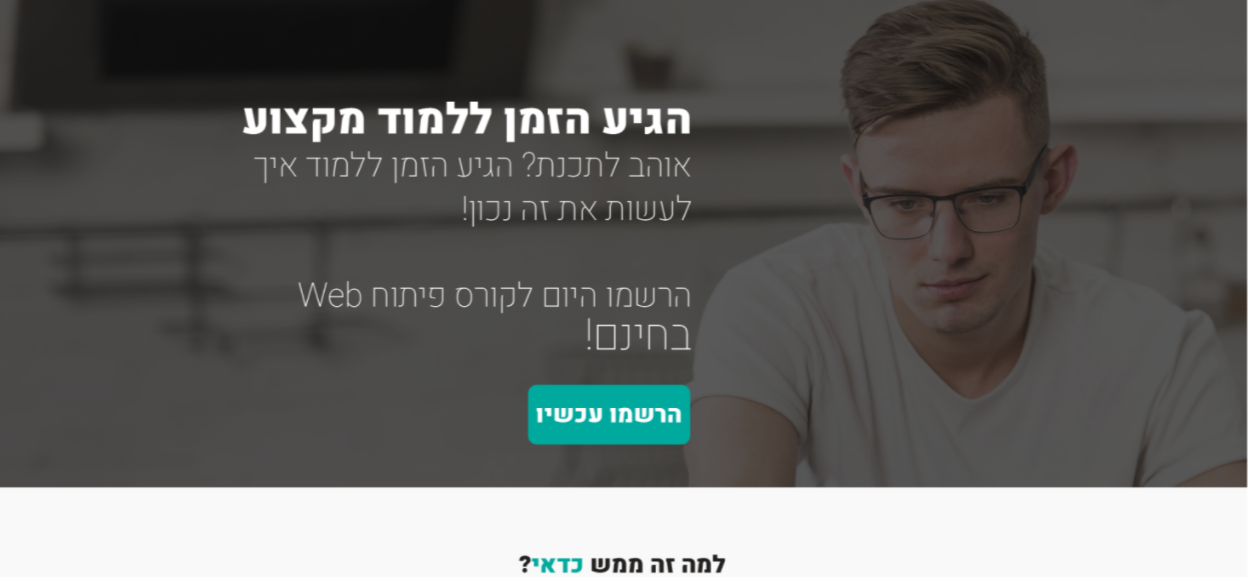 הגיע הזמן ללמוד מקצוע
אוהב לתכנת? הגיע הזמן ללמוד איך
לעשות את זה נכון!
הרשמו היום לקורס פיתוח Web
בחינם!
הרשמו עכשיו
למה זה ממש כדאי?